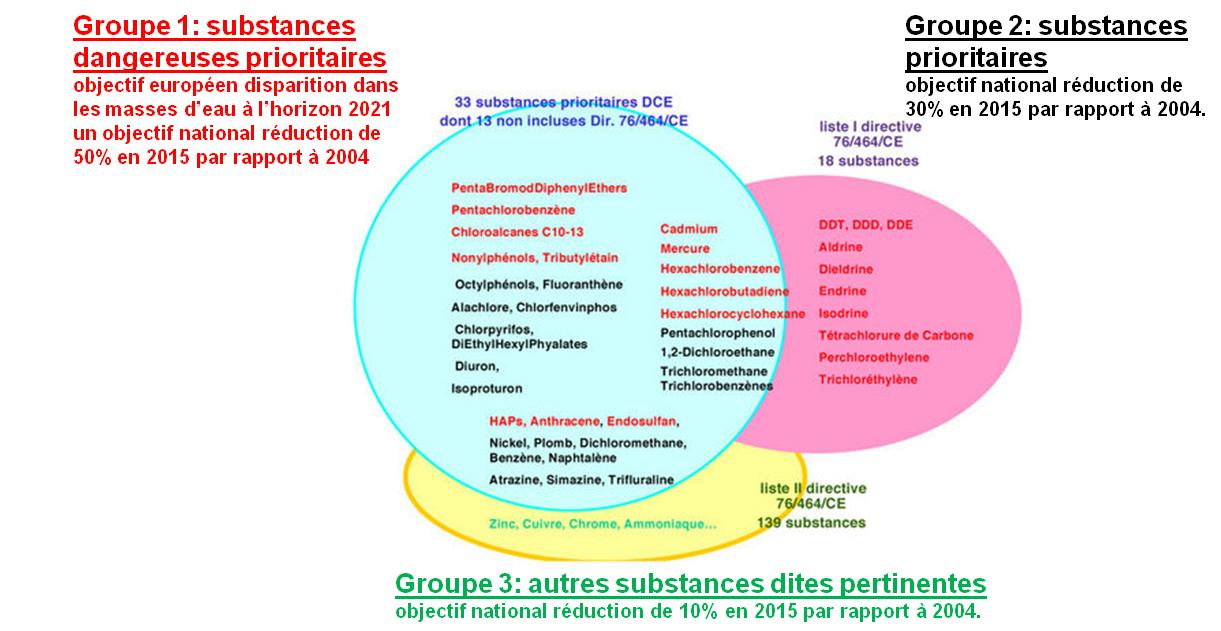 Groupe 1: substances
dangereuses prioritaires
objectif européen disparition dans
les masses d'eau à l'horizon 2021
un objectif national réduction de
50% en 2015 par rapport à 2004
Groupe 2: substances
prioritaires
objectif national réduction de
30% en 2015 par rapport à 2004.
33 substances prioritaires DCE
dont 13 non incluses Dir. 76/464/CE
liste I directive
76/464/CE
18 substances
PentaBromodDiphenylEthers
Pentachlorobenzène
Chloroalcanes C10-13
Nonylphénols, Tributylétain
Octylphénols, Fluoranthène
Alachlore, Chlorfenvinphos
Chlorpyrifos,
DiEthylHexylPhyalates
Diuron,
Isoproturon
Cadmium
Mercure
Hexachlorobenzene
Hexachlorobutadiene
Hexachlorocyclohexane
Pentachlorophenol
1,2-Dichloroethane
Trichloromethane
Trichlorobenzènes
DDT, DDD, DDE
Aldrine
Dieldrine
Endrine
Isodrine
Tétrachlorure de Carbone
Perchloroethylene
Trichloréthylène
HAPs, Anthracene, Endosulfan,
Nickel, Plomb, Dichloromethane,
Benzène, Naphtalène
Atrazine, Simazine, Trifluraline
liste II directive
76/464/CE
139 substances
Zinc, Cuivre, Chrome, Ammoniaque...
Groupe 3: autres substances dites pertinentes
objectif national réduction de 10% en 2015 par rapport à 2004.